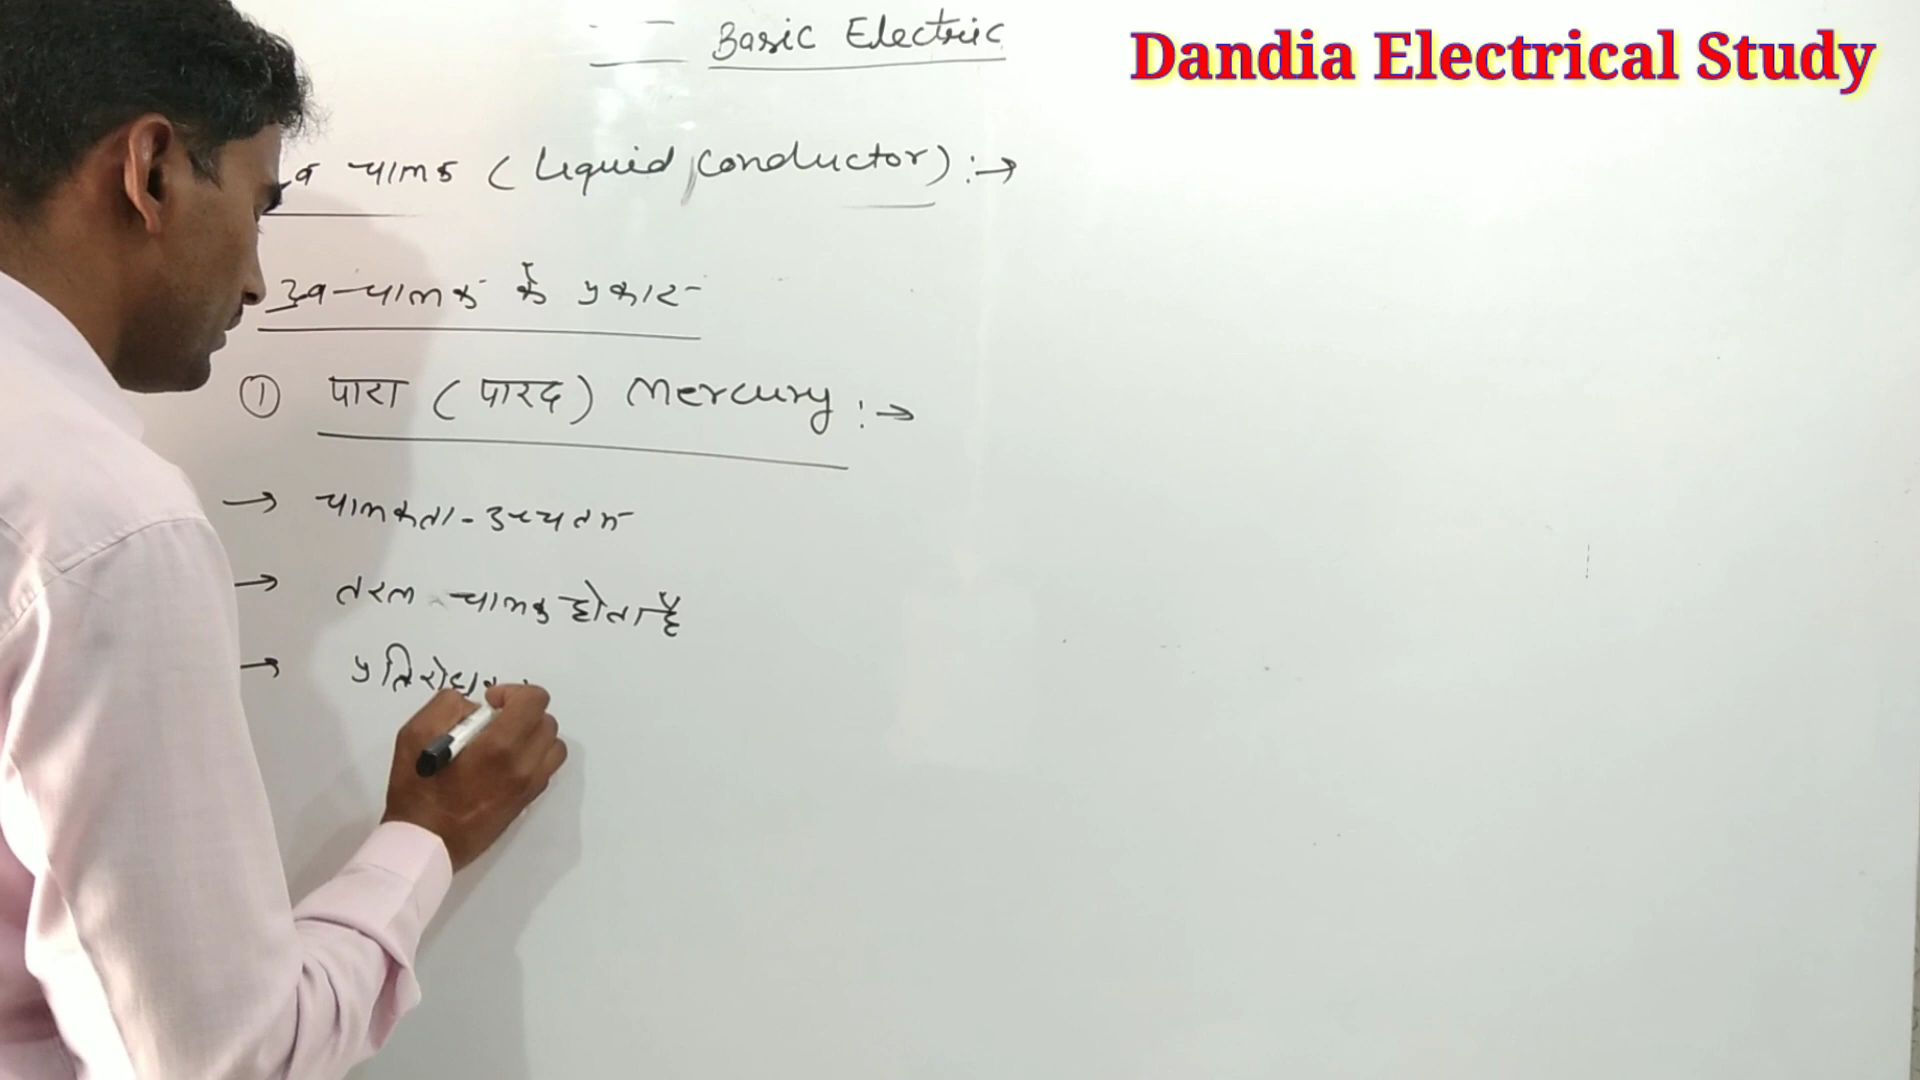 Basic Electric
Dandia Electrical Study
व चालक (Liquid Conductor) :→
द्रव-चालक के प्रकार
① पारा (पारद) Mercury :→
→ चालकता - उच्चतम
→ तरल चालक होता है
→ प्रतिरोधक